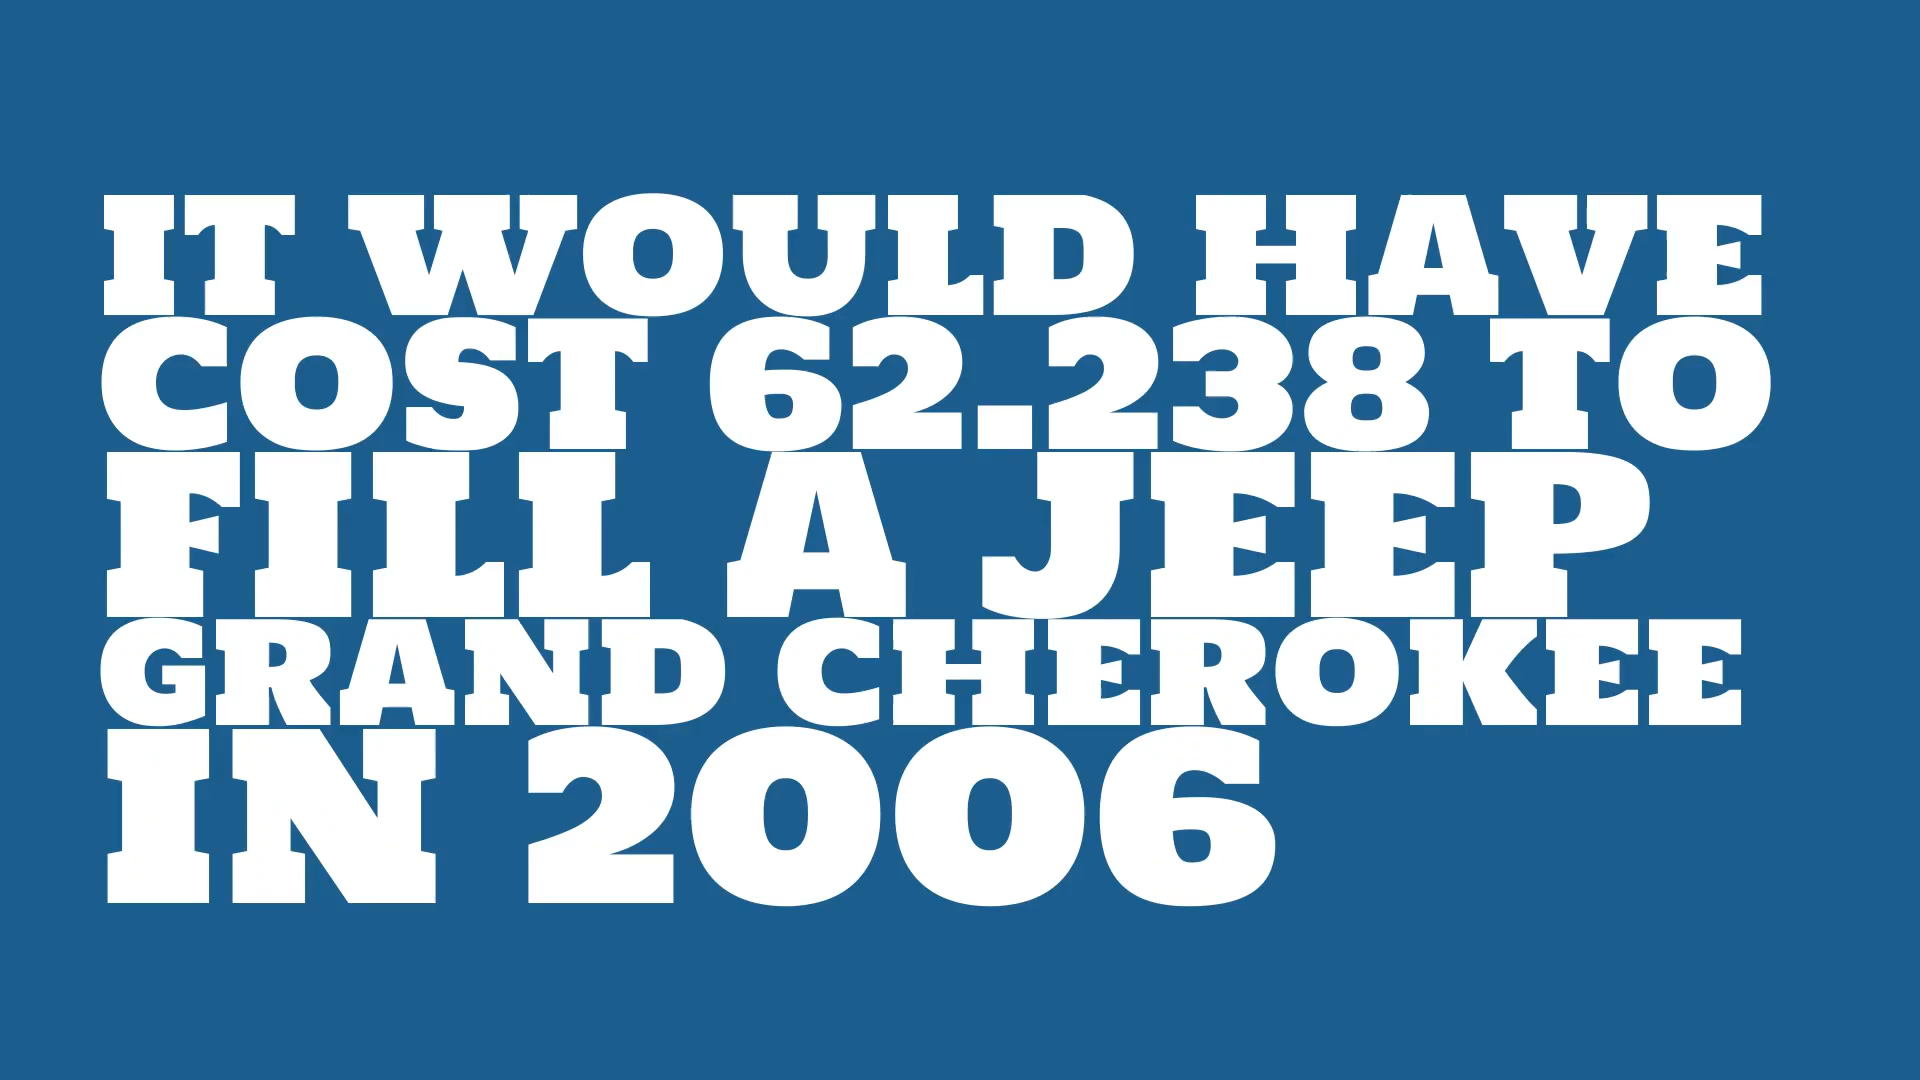 IT WOULD HAVE
COST 62.238 TO
FILL A JEEP
GRAND CHEROKEE
IN 2006